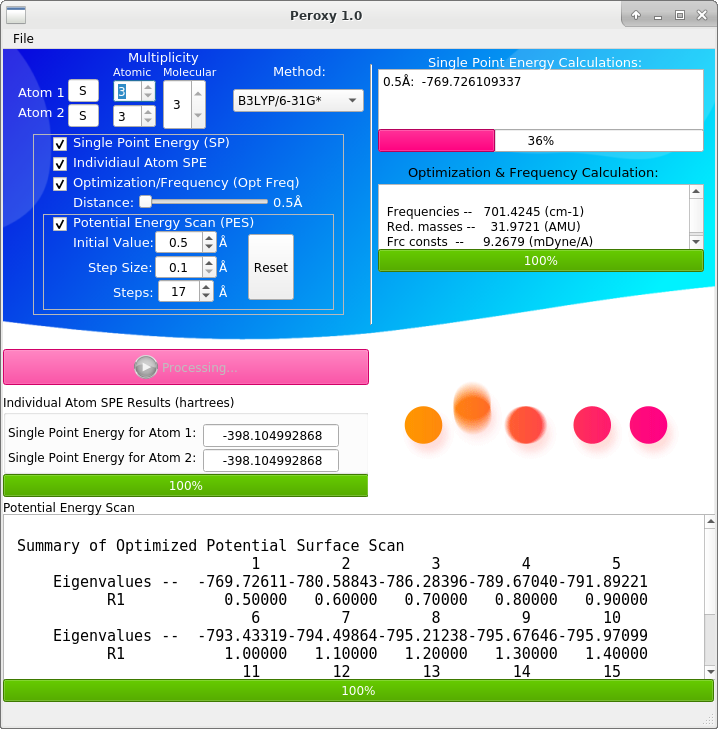 Peroxy 1.0
File
Multiplicity
Atomic Molecular
Method:
Atom 1 S 3
Atom 2 S 3
3
B3LYP/6-31G*
Single Point Energy (SP)
Individiaul Atom SPE
Optimization/Frequency (Opt Freq)
Distance: 0.5Å
Potential Energy Scan (PES)
Initial Value: 0.5 Å
Step Size: 0.1 Å
Steps: 17 Å
Reset
Single Point Energy Calculations:
0.5Å: -769.726109337
36%
Optimization & Frequency Calculation:
Frequencies -- 701.4245 (cm-1)
Red. masses -- 31.9721 (AMU)
Frc consts -- 9.2679 (mDyne/A)
100%
Processing...
Individual Atom SPE Results (hartrees)
Single Point Energy for Atom 1: -398.104992868
Single Point Energy for Atom 2: -398.104992868
100%
Potential Energy Scan
Summary of Optimized Potential Surface Scan
1 2 3 4 5
Eigenvalues -- -769.72611-780.58843-786.28396-789.67040-791.89221
R1 0.50000 0.60000 0.70000 0.80000 0.90000
6 7 8 9 10
Eigenvalues -- -793.43319-794.49864-795.21238-795.67646-795.97099
R1 1.00000 1.10000 1.20000 1.30000 1.40000
11 12 13 14 15
100%